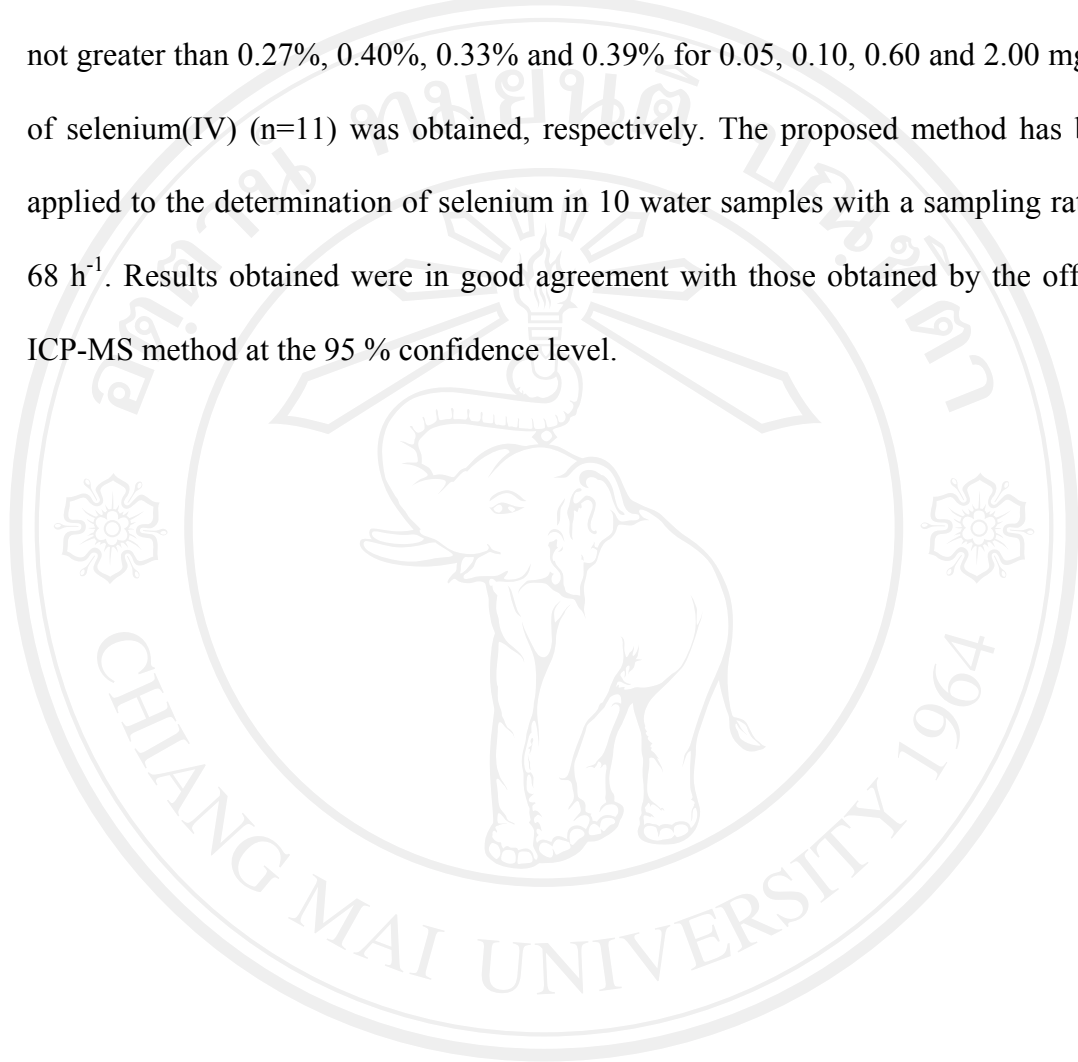 not greater than 0.27%, 0.40%, 0.33% and 0.39% for 0.05, 0.10, 0.60 and 2.00 mg
of selenium(IV) (n=11) was obtained, respectively. The proposed method has b
applied to the determination of selenium in 10 water samples with a sampling rat
68 h⁻¹. Results obtained were in good agreement with those obtained by the off
ICP-MS method at the 95 % confidence level.
CHIANG MAI UNIVERSITY 1964